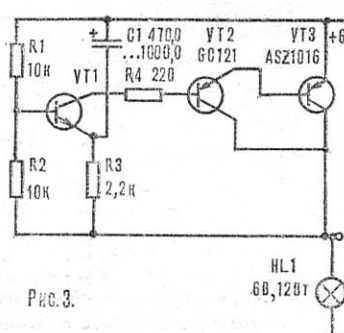 R1
10к
C1 470,0
...1000,0
VT1
R4 220
VT2
GC121
VT3
ASZ1016
+6
R2
10к
R3
2,2к
HL1
6В,12Вт
Рис.3.